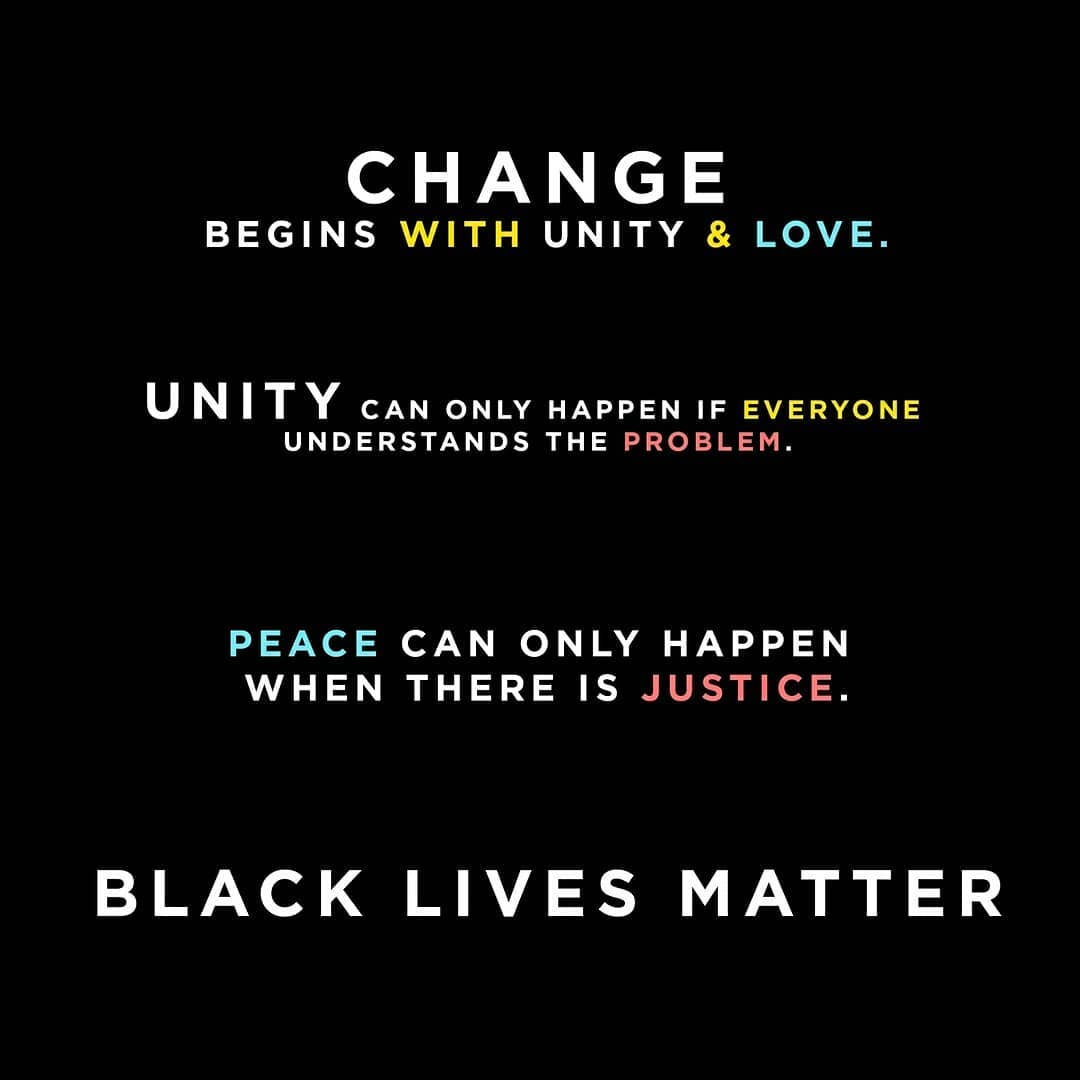 CHANGE
BEGINS WITH UNITY & LOVE.
UNITY CAN ONLY HAPPEN IF EVERYONE
UNDERSTANDS THE PROBLEM.
PEACE CAN ONLY HAPPEN
WHEN THERE IS JUSTICE.
BLACK LIVES MATTER